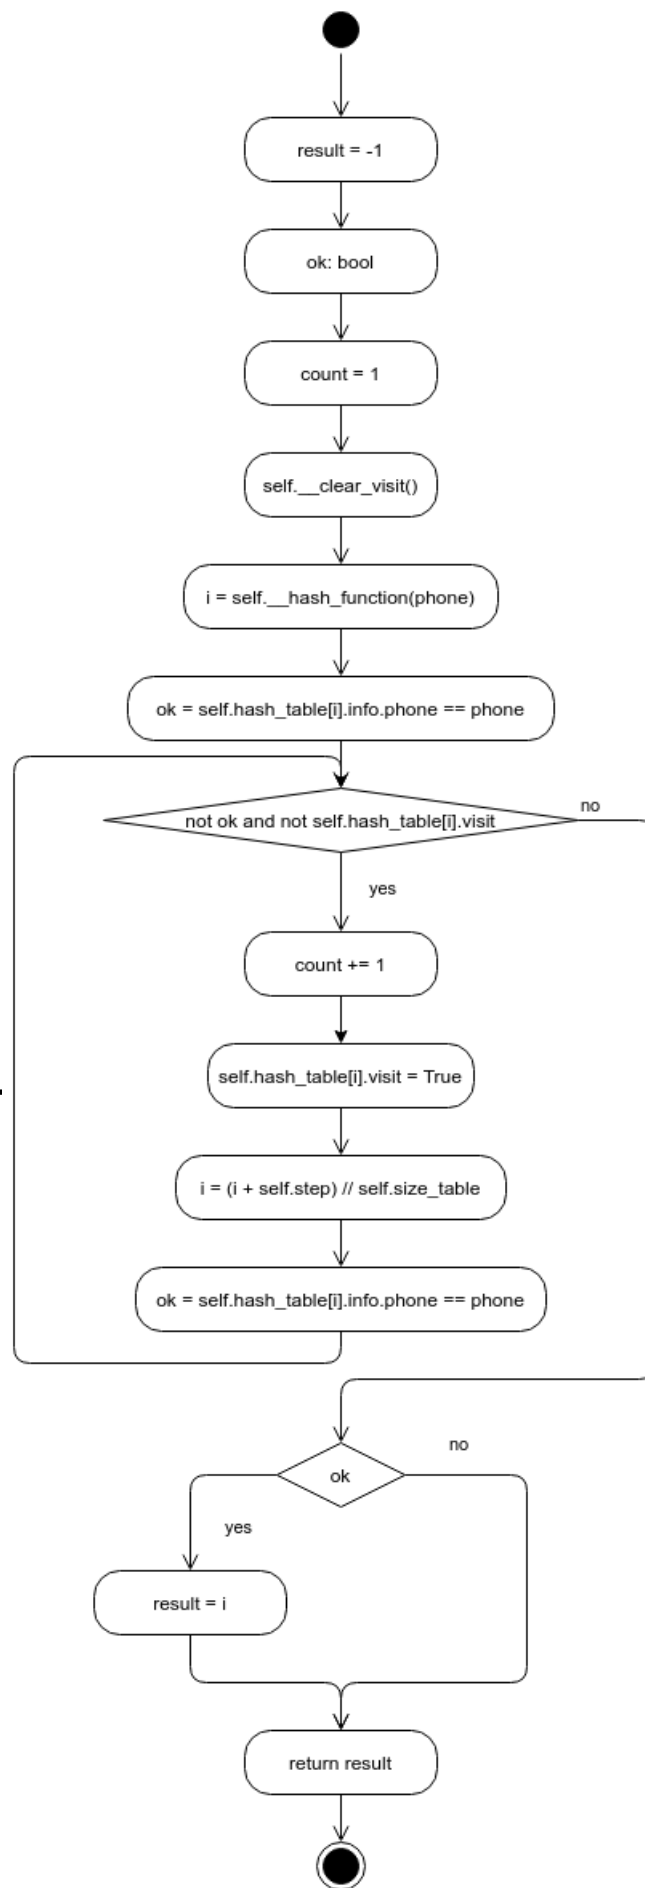 result = -1
ok: bool
count = 1
self.__clear_visit()
i = self.__hash_function(phone)
ok = self.hash_table[i].info.phone == phone
not ok and not self.hash_table[i].visit
no
yes
count += 1
self.hash_table[i].visit = True
i = (i + self.step) // self.size_table
ok = self.hash_table[i].info.phone == phone
ok
no
yes
result = i
return result